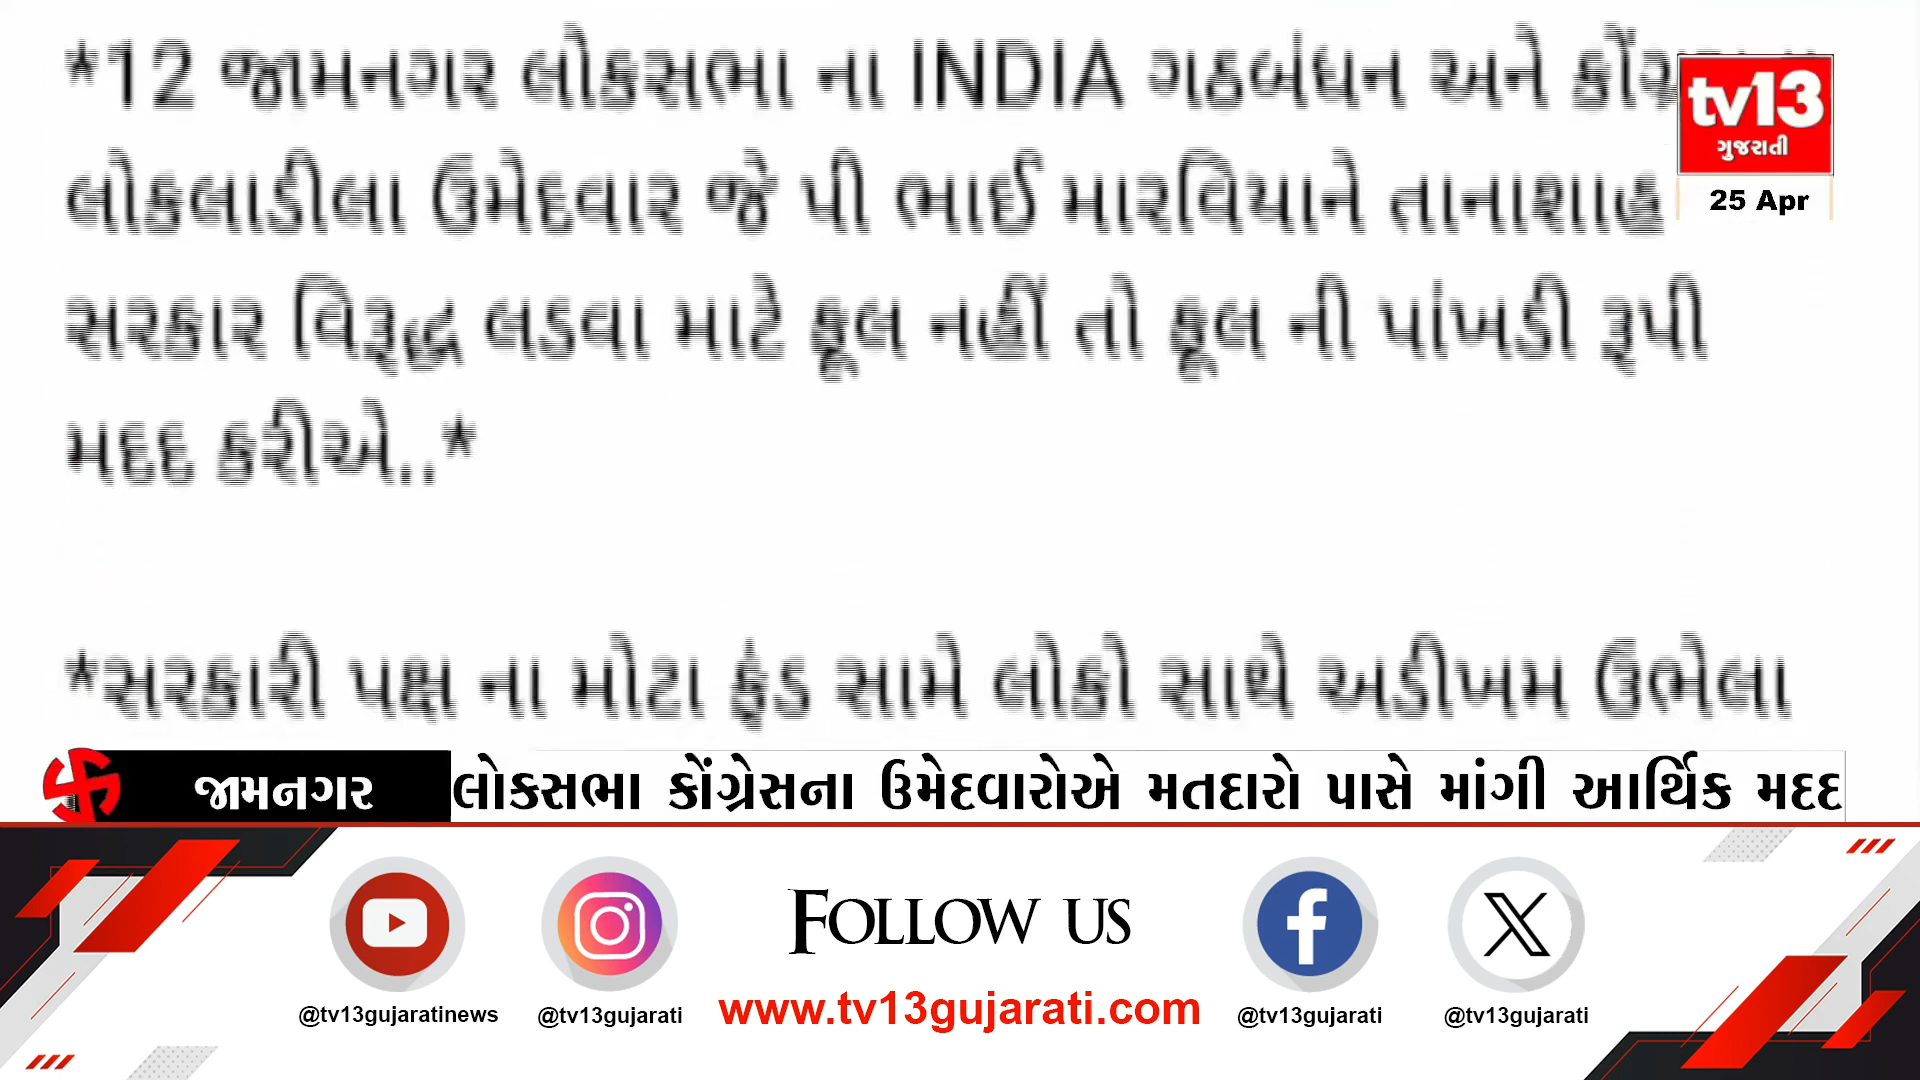 *12 જામનગર લોકસભા ના INDIA ગઠબંધન અને
લોકલાડીલા ઉમેદવાર જે પી ભાઈ મારવિયાને તાનાશાહ
સરકાર વિરૂદ્ધ લડવા માટે ફૂલ નહીં તો ફૂલ ની પાંખડી રૂપી
મદદ કરીએ..*
*સરકારી પક્ષ ના મોટા ફંડ સામે લોકો સાથે અડીખમ ઉભેલા
tv13
ગુજરાતી
25 Apr
જામનગર
લોકસભા કોંગ્રેસના ઉમેદવારોએ મતદારો પાસે માંગી આર્થિક મદદ
FOLLOW US
www.tv13gujarati.com
@tv13gujaratinews
@tv13gujarati
@tv13gujarati
@tv13gujarati